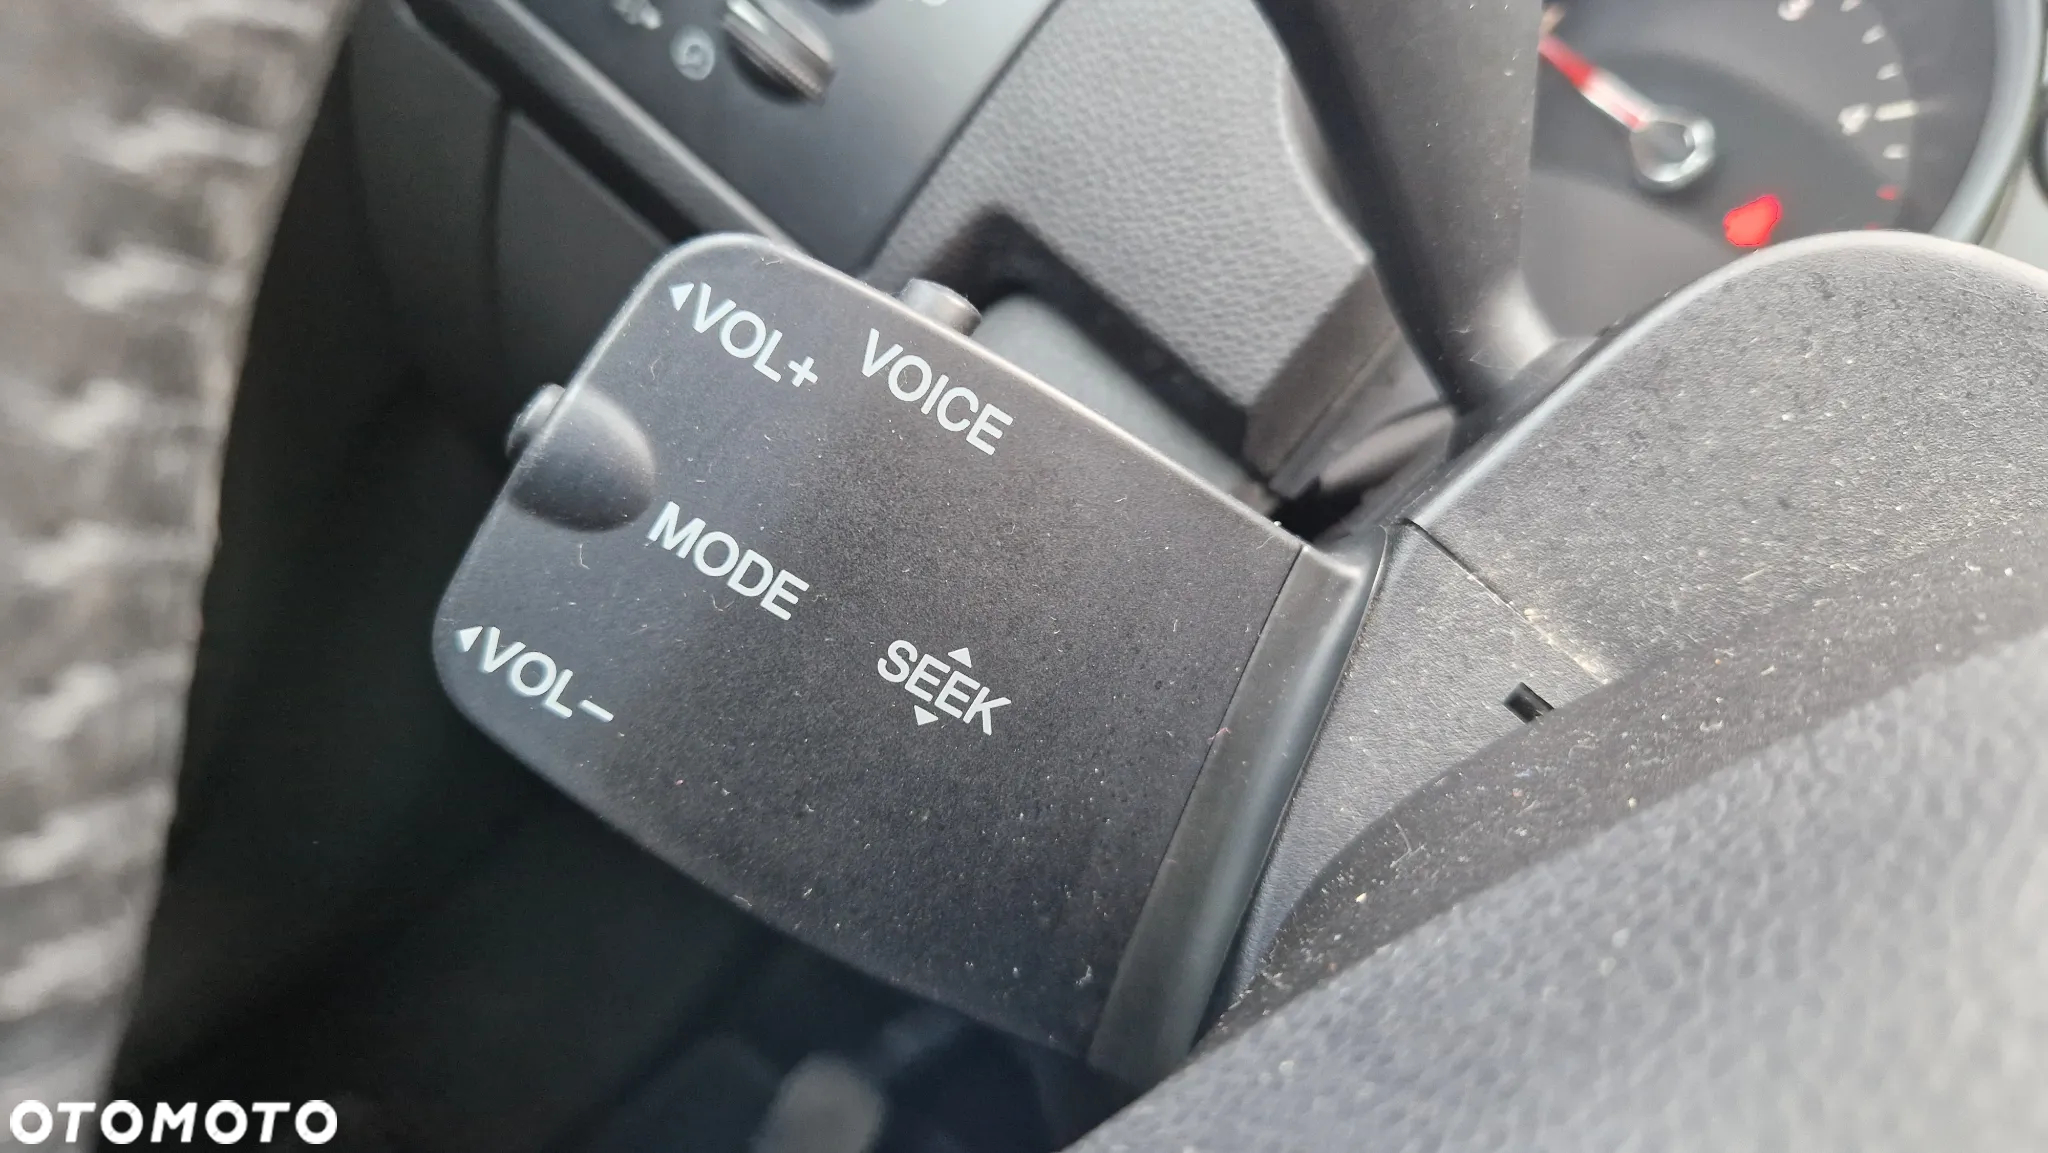 ◀VOL+
VOICE
MODE
◀VOL−
▲
SEEK
▼
OTOMOTO